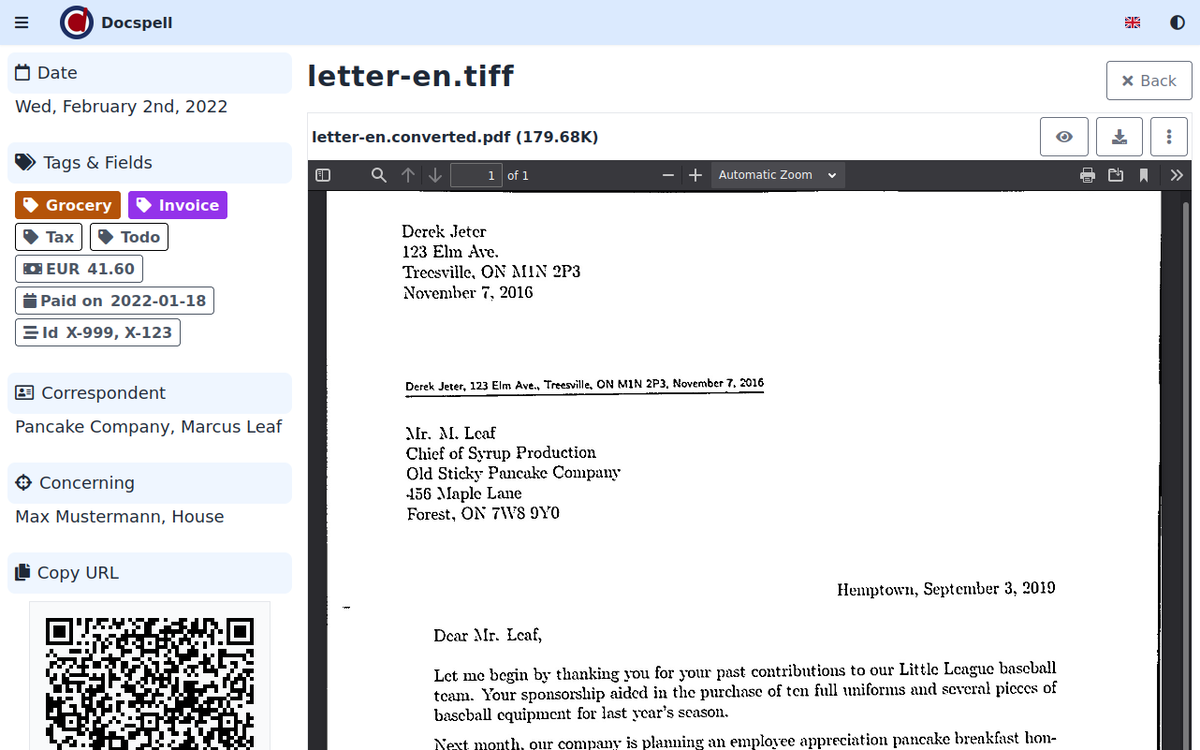 Docspell
Date
Wed, February 2nd, 2022
Tags & Fields
Grocery Invoice
Tax Todo
EUR 41.60
Paid on 2022-01-18
Id X-999, X-123
Correspondent
Pancake Company, Marcus Leaf
Concerning
Max Mustermann, House
Copy URL
letter-en.tiff
Back
letter-en.converted.pdf (179.68K)
1 of 1
Automatic Zoom
Derek Jeter
123 Elm Ave.
Treesville, ON M1N 2P3
November 7, 2016
Derek Jeter, 123 Elm Ave., Treesville, ON M1N 2P3, November 7, 2016
Mr. M. Leaf
Chief of Syrup Production
Old Sticky Pancake Company
456 Maple Lane
Forest, ON 7W8 9Y0
Hemptown, September 3, 2019
Dear Mr. Leaf,
Let me begin by thanking you for your past contributions to our Little League baseball
team. Your sponsorship aided in the purchase of ten full uniforms and several pieces of
baseball equipment for last year's season.
Next month, our company is planning an employee appreciation pancake breakfast hon-